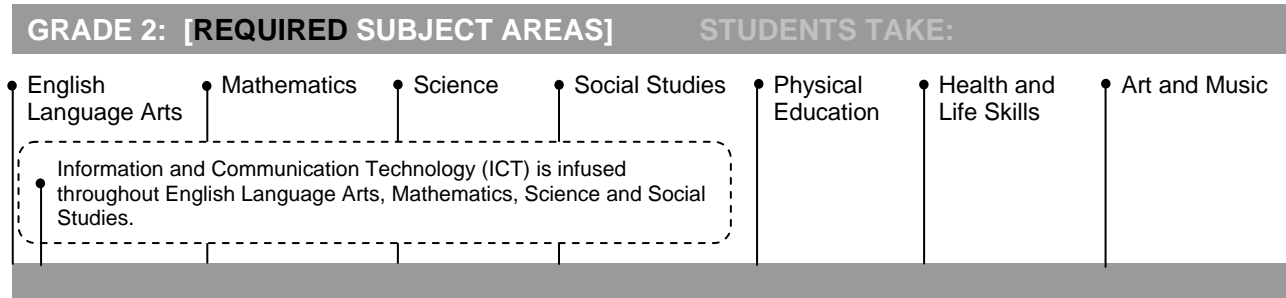 GRADE 2: [REQUIRED SUBJECT AREAS] STUDENTS TAKE:
English
Language Arts
Mathematics
Science
Social Studies
Physical
Education
Health and
Life Skills
Art and Music
Information and Communication Technology (ICT) is infused
throughout English Language Arts, Mathematics, Science and Social
Studies.